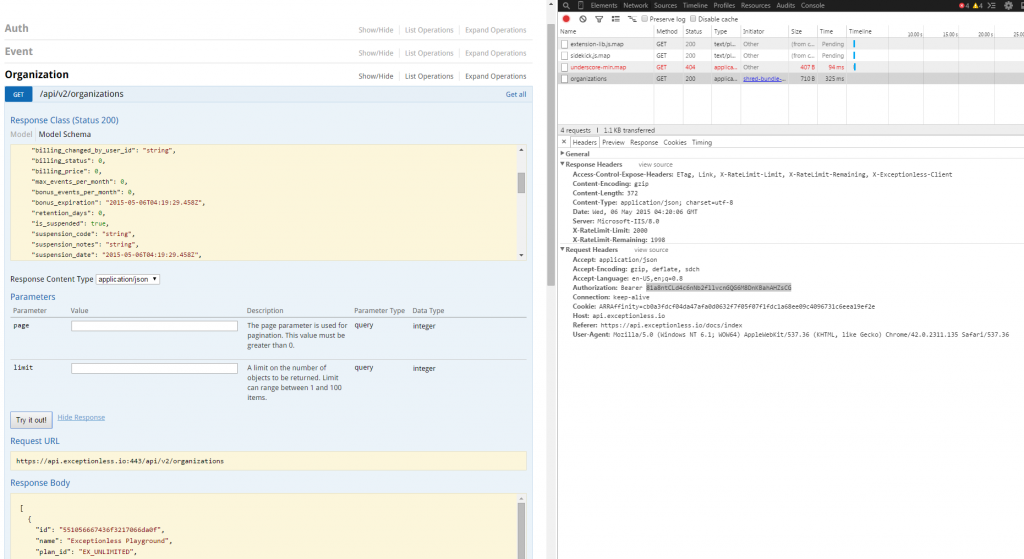 Auth
Show/Hide | List Operations | Expand Operations
Event
Show/Hide | List Operations | Expand Operations
Organization
Show/Hide | List Operations | Expand Operations
GET /api/v2/organizations
Get all
Response Class (Status 200)
Model | Model Schema
"billing_changed_by_user_id": "string",
"billing_status": 0,
"billing_price": 0,
"max_events_per_month": 0,
"bonus_events_per_month": 0,
"bonus_expiration": "2015-05-06T04:19:29.458Z",
"retention_days": 0,
"is_suspended": true,
"suspension_code": "string",
"suspension_notes": "string",
"suspension_date": "2015-05-06T04:19:29.458Z",
Response Content Type application/json
Parameters
Parameter Value Description Parameter Type Data Type
page The page parameter is used for pagination. This value must be greater than 0. query integer
limit A limit on the number of objects to be returned. Limit can range between 1 and 100 items. query integer
Try it out! Hide Response
Request URL
https://api.exceptionless.io:443/api/v2/organizations
Response Body
[
{
"id": "551056667436f3217066da0f",
"name": "Exceptionless Playground",
"plan_id": "EX_UNLIMITED",
Elements Network Sources Timeline Profiles Resources Audits Console
4 4
Preserve log Disable cache
Name Method Status Type Initiator Size Time Timeline 10.00 s 15.00 s 20.00 s 25.00
extension-lib.js.map GET 200 text/pl... Other (from c... Pending
sidekick.js.map GET 200 text/pl... Other (from c... Pending
underscore-min.map GET 404 applica... Other 407 B 94 ms
organizations GET 200 applica... shred-bundle-... 710 B 325 ms
4 requests | 1.1 KB transferred
× Headers Preview Response Cookies Timing
General
Response Headers view source
Access-Control-Expose-Headers: ETag, Link, X-RateLimit-Limit, X-RateLimit-Remaining, X-Exceptionless-Client
Content-Encoding: gzip
Content-Length: 372
Content-Type: application/json; charset=utf-8
Date: Wed, 06 May 2015 04:20:06 GMT
Server: Microsoft-IIS/8.0
X-RateLimit-Limit: 2000
X-RateLimit-Remaining: 1998
Request Headers view source
Accept: application/json
Accept-Encoding: gzip, deflate, sdch
Accept-Language: en-US,en;q=0.8
Authorization: Bearer
Connection: keep-alive
Cookie: ARRAffinity=cb0a3fdcf04da47afa0d0632f7f05f07f1fdc1a68ee09c4096731c6eea19ef2e
Host: api.exceptionless.io
Referer: https://api.exceptionless.io/docs/index
User-Agent: Mozilla/5.0 (Windows NT 6.1; WOW64) AppleWebKit/537.36 (KHTML, like Gecko) Chrome/42.0.2311.135 Safari/537.36